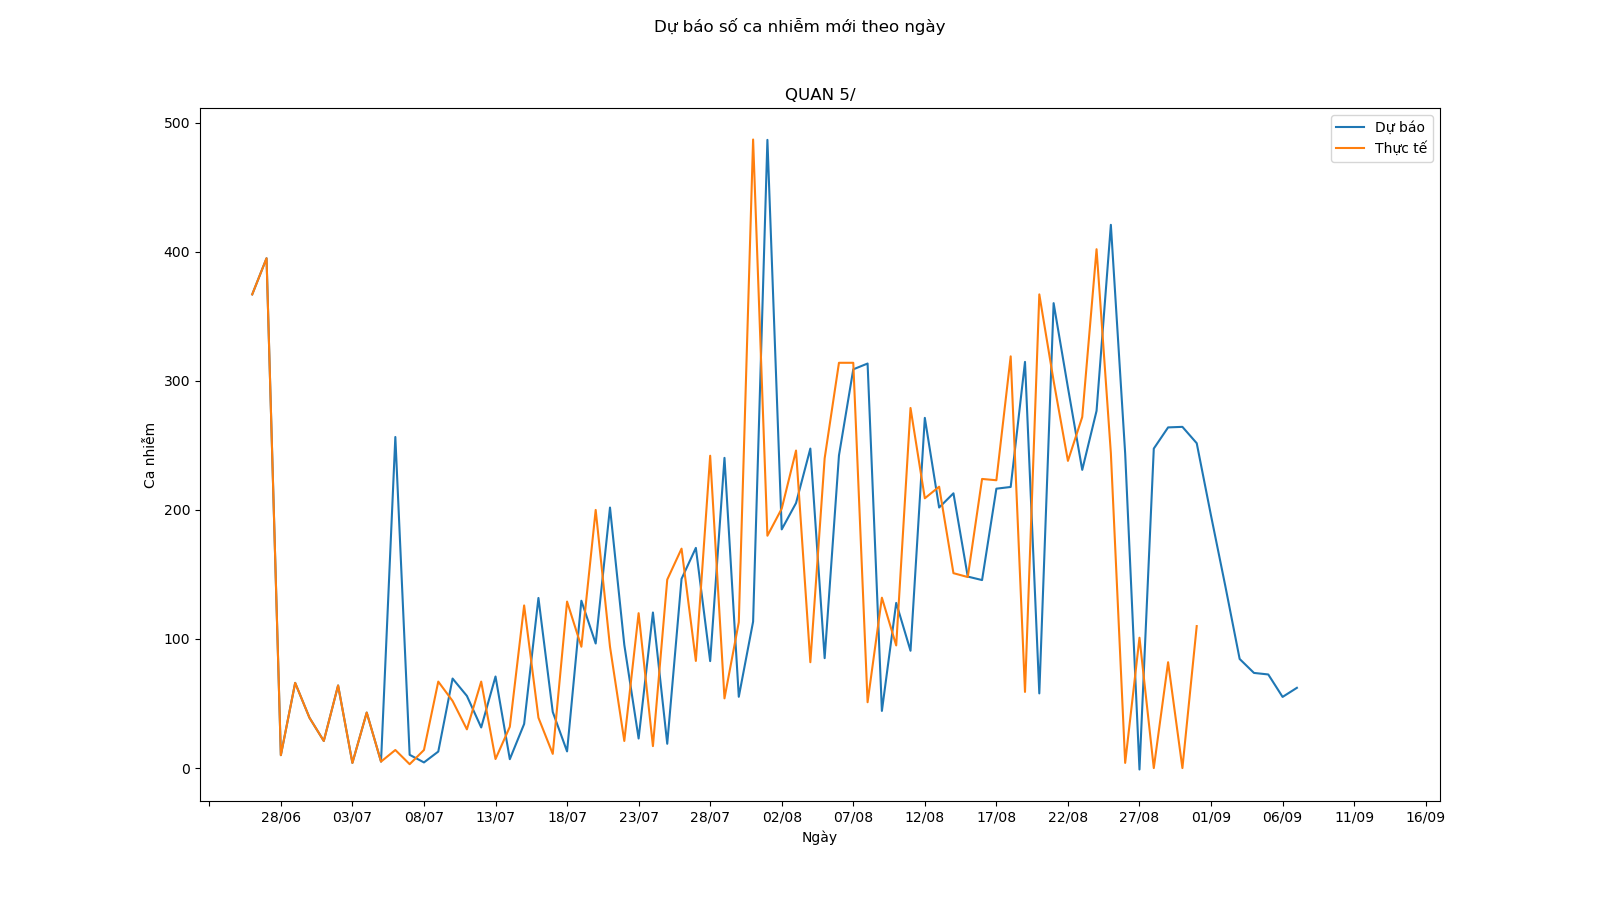 Dự báo số ca nhiễm mới theo ngày
QUAN 5/
500
400
300
200
100
0
Ca nhiễm
Dự báo
Thực tế
28/06 03/07 08/07 13/07 18/07 23/07 28/07 02/08 07/08 12/08 17/08 22/08 27/08 01/09 06/09 11/09 16/09
Ngày